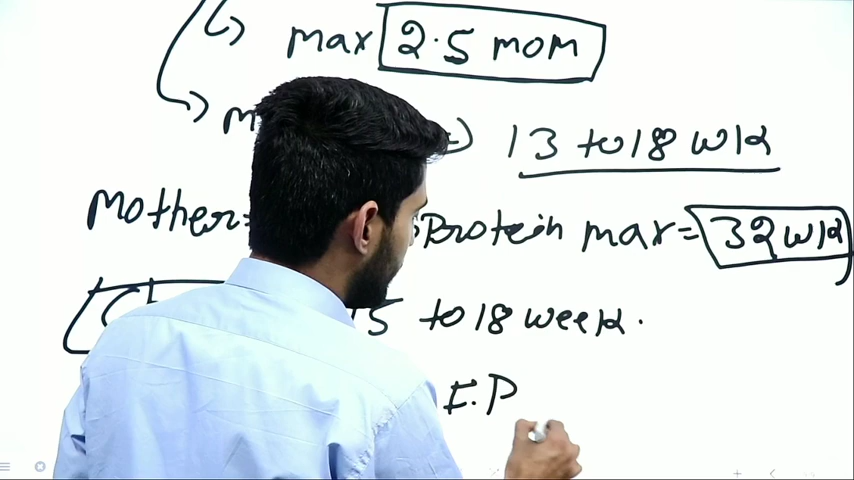 max 2.5 mom
13 to 18 wk
Mother= Protein max= 32 wk
15 to 18 week.
I.P